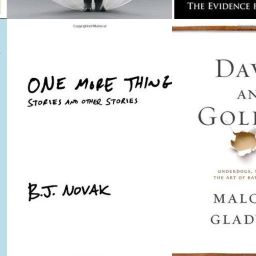 THE EVIDENCE
ONE MORE THING
STORIES AND OTHER STORIES
B.J. NOVAK
DAV
AN
GOL
UNDERDOGS,
THE ART OF BA
MALC
GLAD